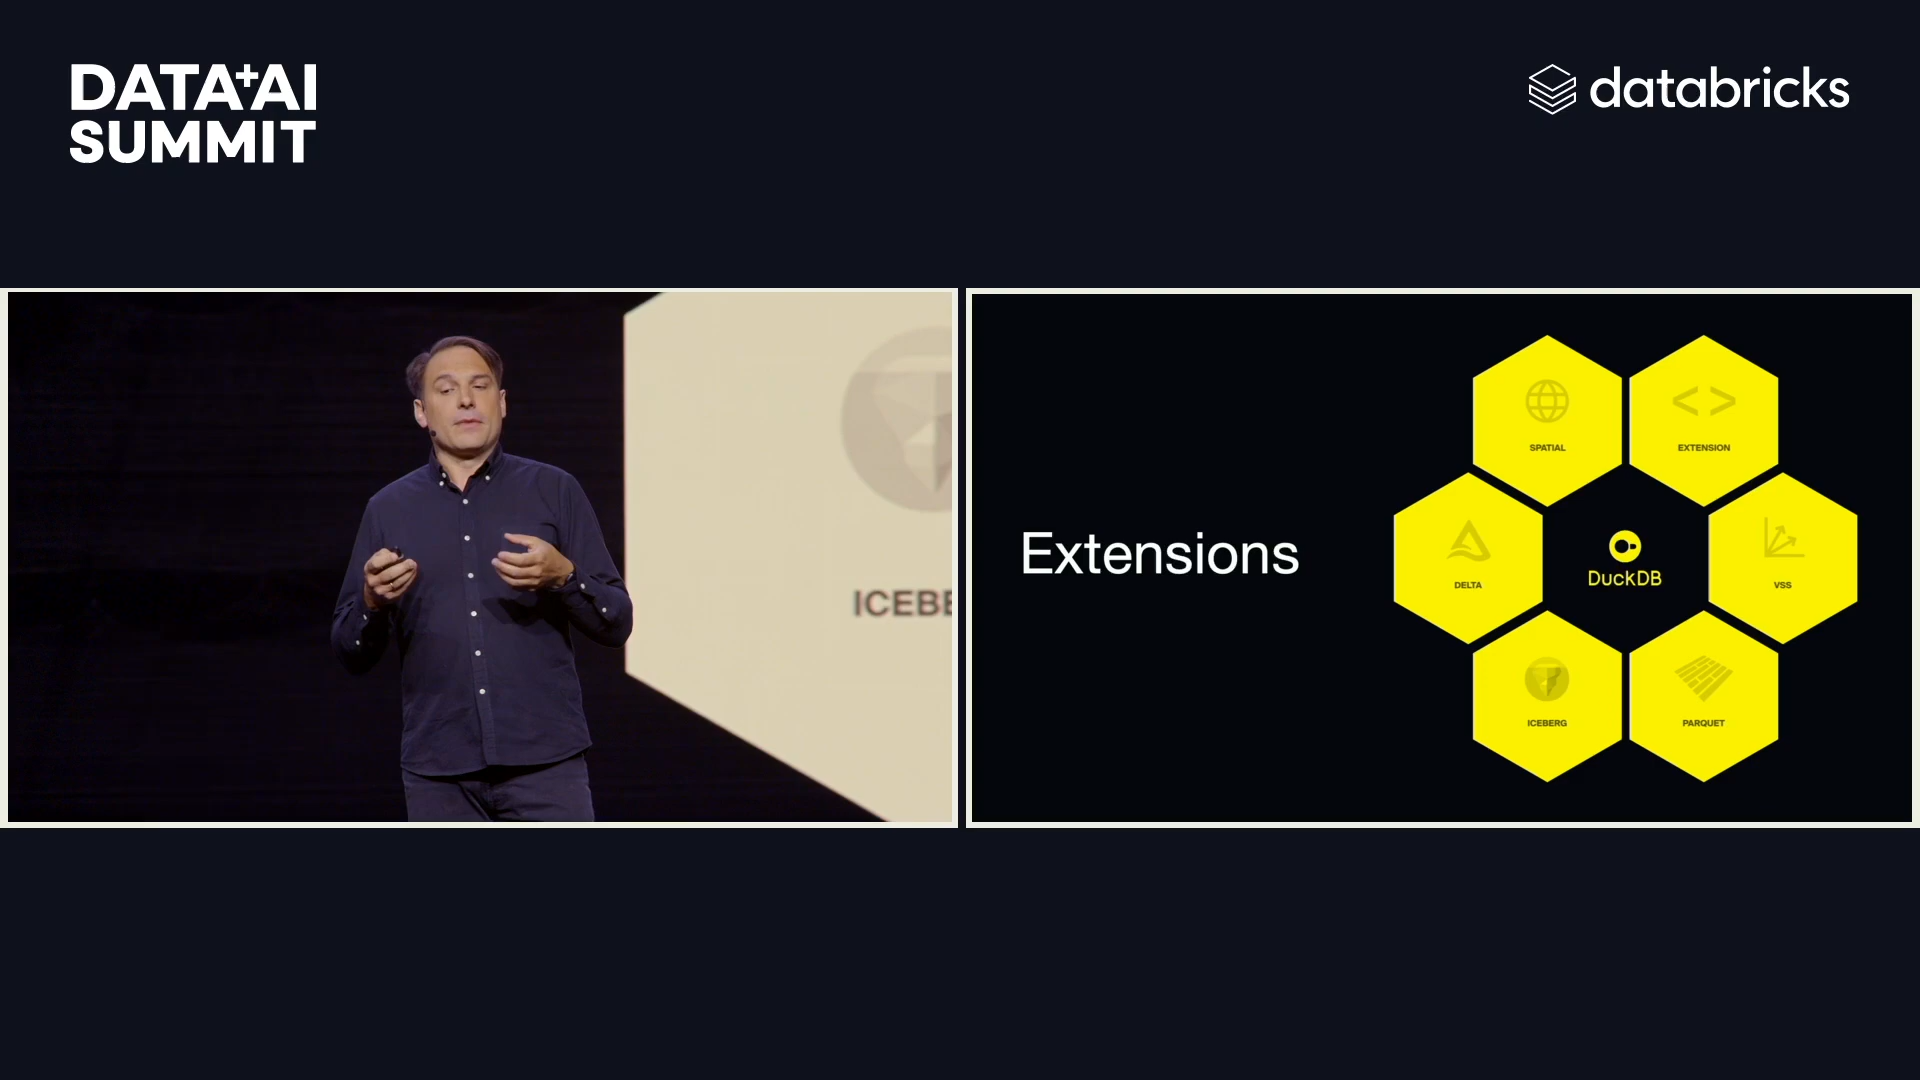 DATA+AI
SUMMIT
databricks
ICEBE
Extensions
SPATIAL
< > EXTENSION
DELTA
DuckDB
VSS
ICEBERG
PARQUET